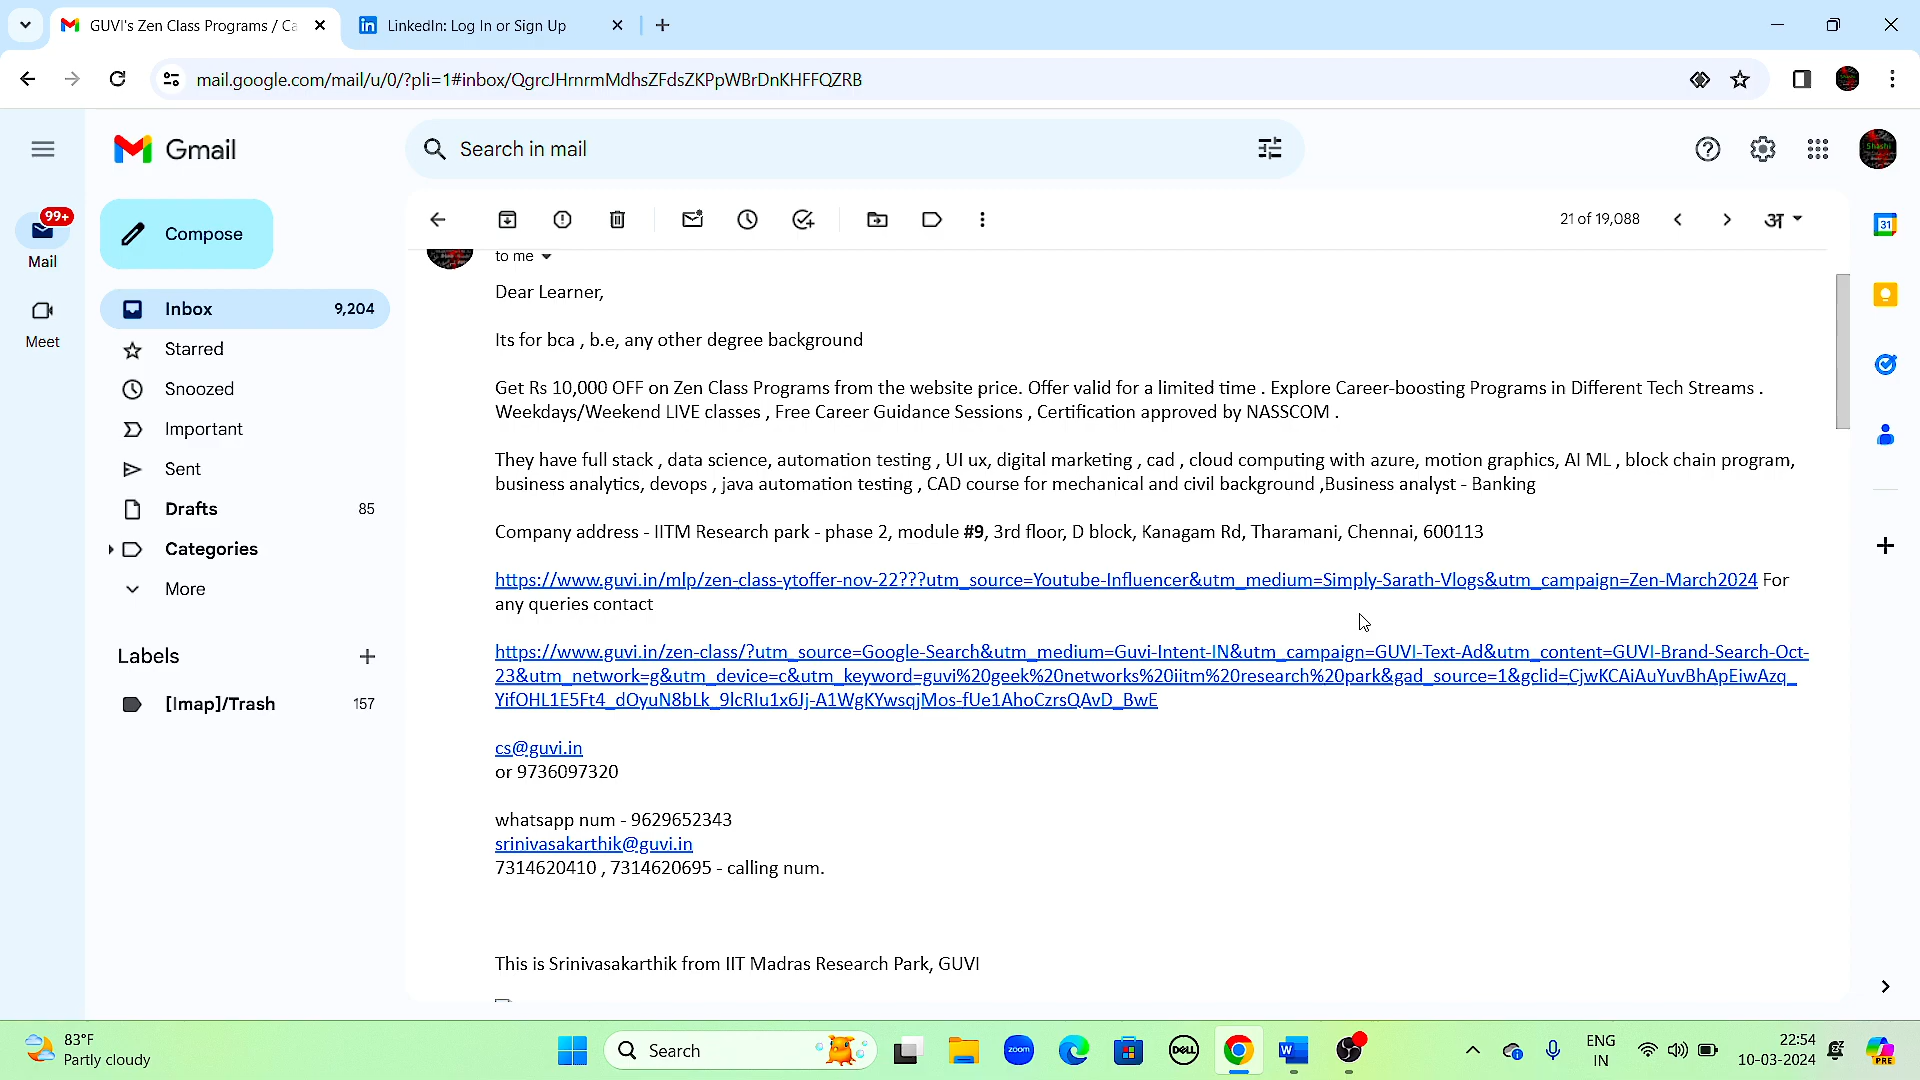 GUVI's Zen Class Programs / Ca
LinkedIn: Log In or Sign Up
mail.google.com/mail/u/0/?pli=1#inbox/QgrcJHrnrmMdhsZFdsZKPpWBrDnKHFFQZRB
Gmail
Search in mail
99+
Mail
Meet
Compose
Inbox 9,204
Starred
Snoozed
Important
Sent
Drafts 85
Categories
More
Labels
[Imap]/Trash 157
21 of 19,088
अ
31
to me
Dear Learner,
Its for bca , b.e, any other degree background
Get Rs 10,000 OFF on Zen Class Programs from the website price. Offer valid for a limited time . Explore Career-boosting Programs in Different Tech Streams .
Weekdays/Weekend LIVE classes , Free Career Guidance Sessions , Certification approved by NASSCOM .
They have full stack , data science, automation testing , UI ux, digital marketing , cad , cloud computing with azure, motion graphics, AI ML , block chain program,
business analytics, devops , java automation testing , CAD course for mechanical and civil background ,Business analyst - Banking
Company address - IITM Research park - phase 2, module #9, 3rd floor, D block, Kanagam Rd, Tharamani, Chennai, 600113
https://www.guvi.in/mlp/zen-class-ytoffer-nov-22???utm_source=Youtube-Influencer&utm_medium=Simply-Sarath-Vlogs&utm_campaign=Zen-March2024 For
any queries contact
https://www.guvi.in/zen-class/?utm_source=Google-Search&utm_medium=Guvi-Intent-IN&utm_campaign=GUVI-Text-Ad&utm_content=GUVI-Brand-Search-Oct-
23&utm_network=g&utm_device=c&utm_keyword=guvi%20geek%20networks%20iitm%20research%20park&gad_source=1&gclid=CjwKCAiAuYuvBhApEiwAzq_
YifOHL1E5Ft4_dOyuN8bLk_9lcRIu1x6Jj-A1WgKYwsqjMos-fUe1AhoCzrsQAvD_BwE
cs@guvi.in
or 9736097320
whatsapp num - 9629652343
srinivasakarthik@guvi.in
7314620410 , 7314620695 - calling num.
This is Srinivasakarthik from IIT Madras Research Park, GUVI
83°F
Partly cloudy
Search
zoom
DELL
W
ENG
IN
22:54
10-03-2024
PRE